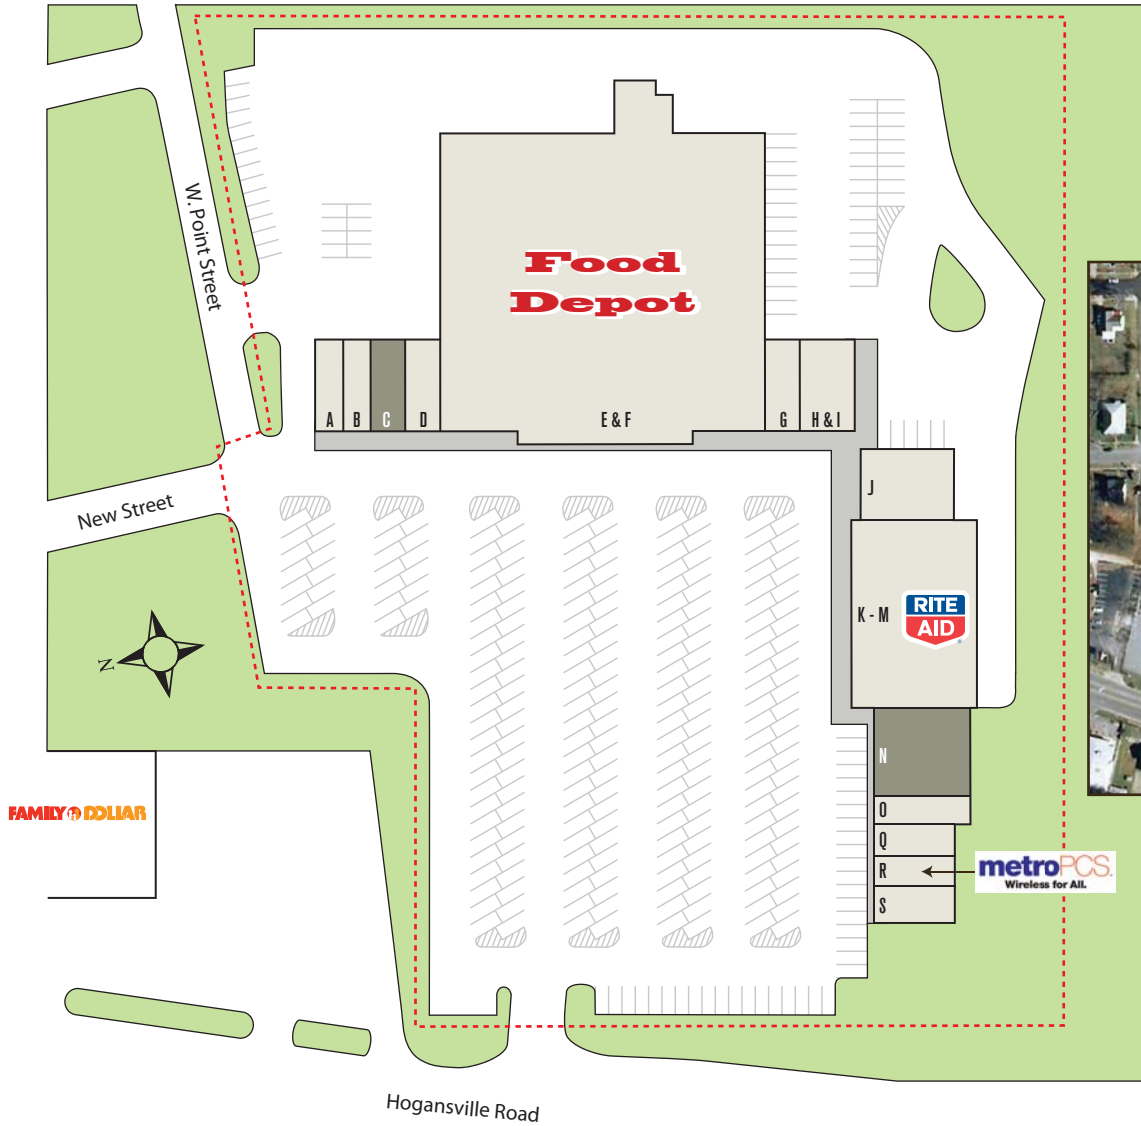 W. Point Street
Food
Depot
A
B
C
D
E & F
G
H & I
J
New Street
K - M
RITE
AID
N
N
FAMILY DOLLAR
O
Q
R
metroPCS.
Wireless for All.
S
Hogansville Road